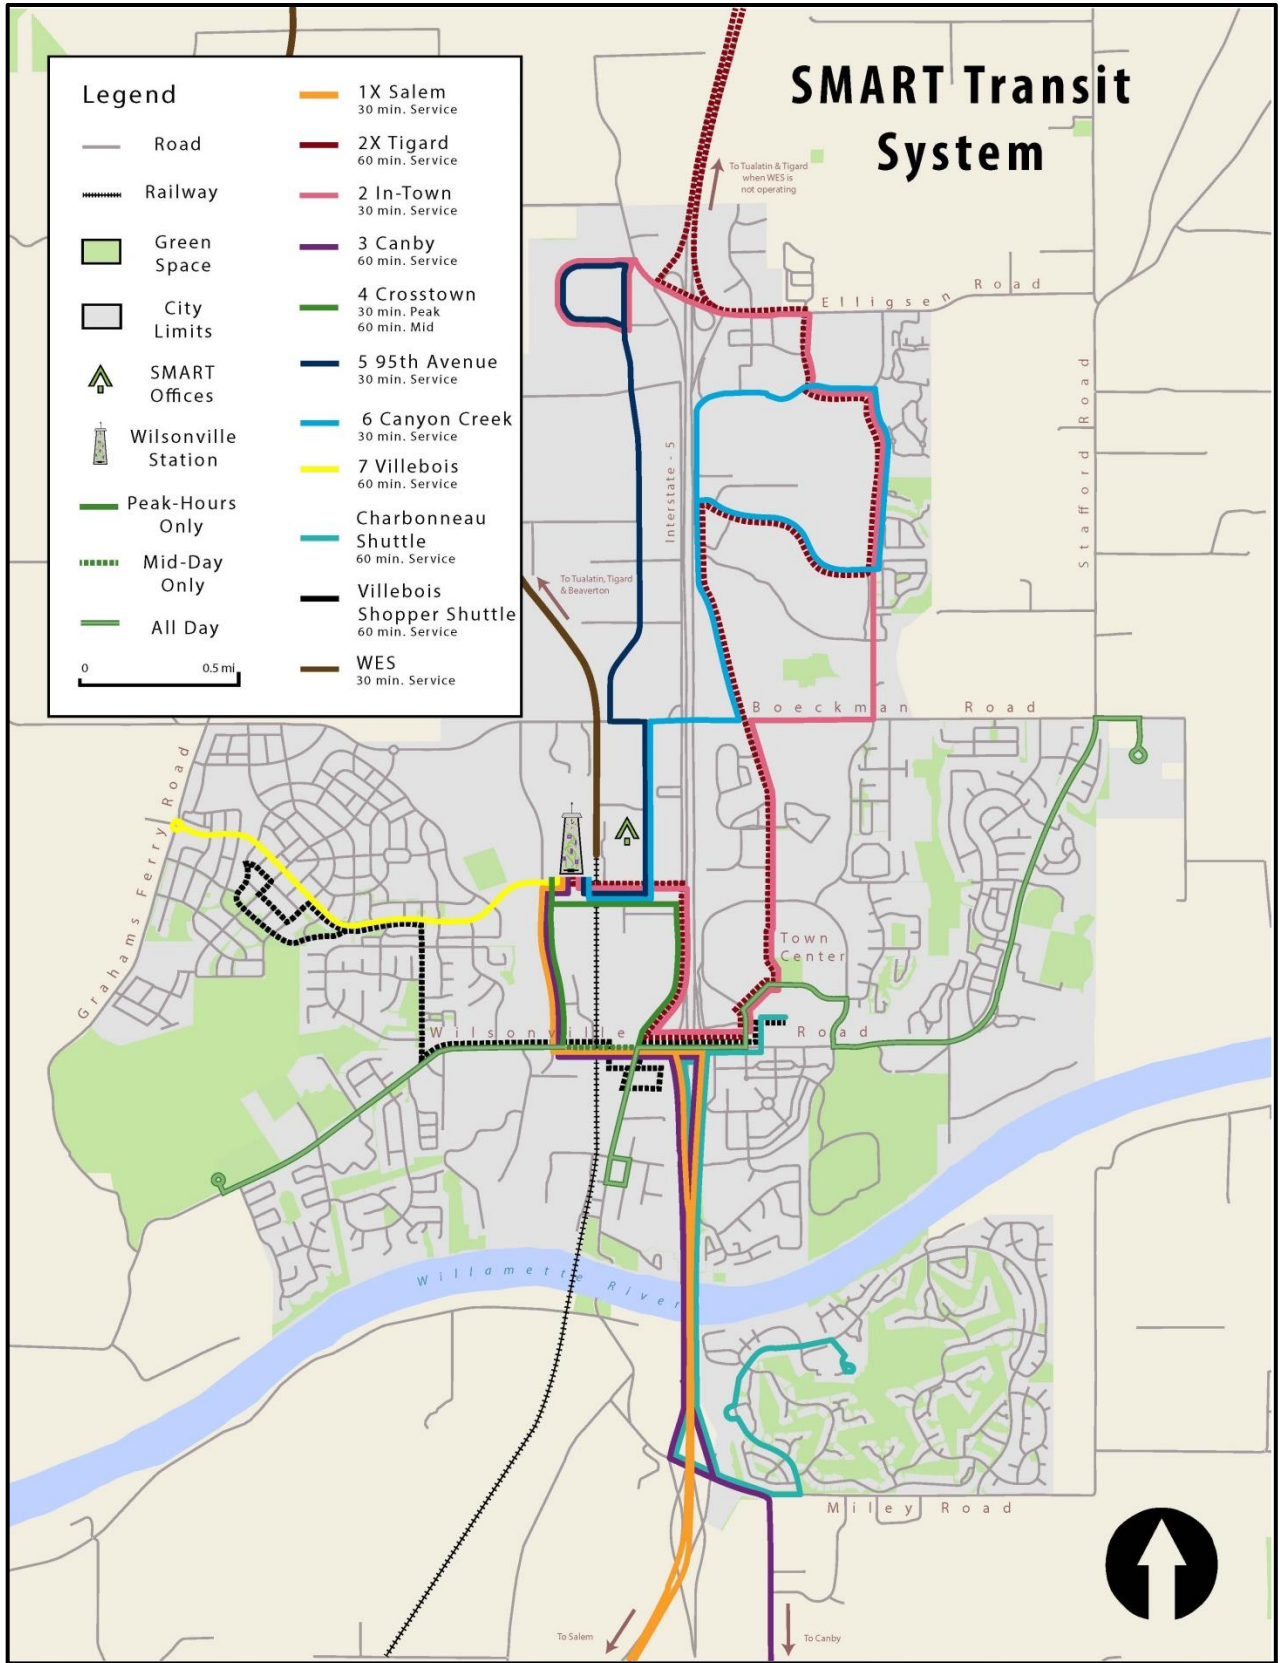 SMART Transit
System
Legend
Road
Railway
Green
Space
City
Limits
SMART
Offices
Wilsonville
Station
Peak-Hours
Only
Mid-Day
Only
All Day
0 0.5 mi
1X Salem
30 min. Service
2X Tigard
60 min. Service
2 In-Town
30 min. Service
3 Canby
60 min. Service
4 Crosstown
30 min. Peak
60 min. Mid
5 95th Avenue
30 min. Service
6 Canyon Creek
30 min. Service
7 Villebois
60 min. Service
Charbonneau
Shuttle
60 min. Service
Villebois
Shopper Shuttle
60 min. Service
WES
30 min. Service
To Tualatin & Tigard
when WES is
not operating
Elligsen Road
Stafford Road
Interstate - 5
To Tualatin, Tigard
& Beaverton
Boeckman Road
Grahams Ferry Road
Town
Center
Wilsonville Road
Willamette River
Miley Road
To Salem
To Canby